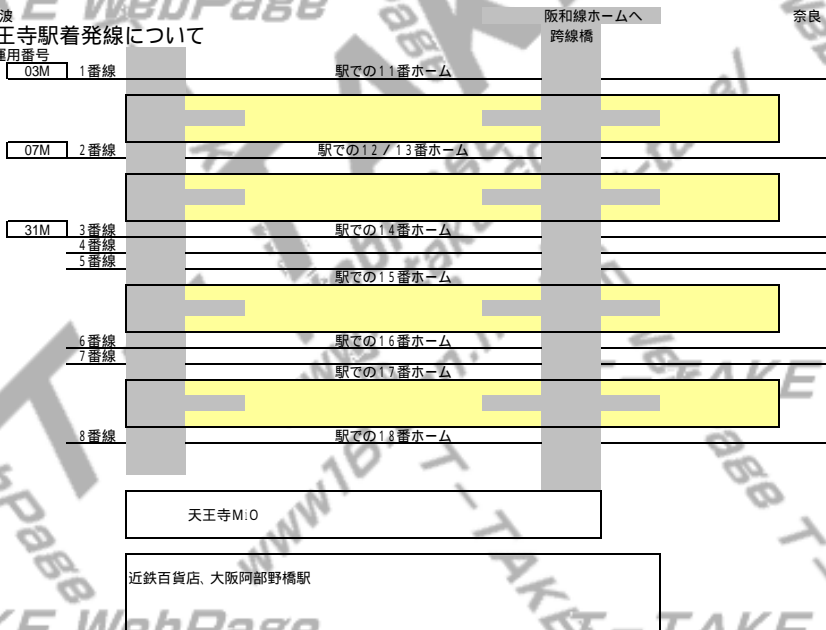 波 阪和線ホームへ 奈良
王寺駅着発線について 跨線橋
運用番号
03M 1番線 駅での11番ホーム
07M 2番線 駅での12/13番ホーム
31M 3番線 駅での14番ホーム
4番線
5番線
駅での15番ホーム
6番線 駅での16番ホーム
7番線
駅での17番ホーム
8番線 駅での18番ホーム
天王寺MiO
近鉄百貨店、大阪阿部野橋駅